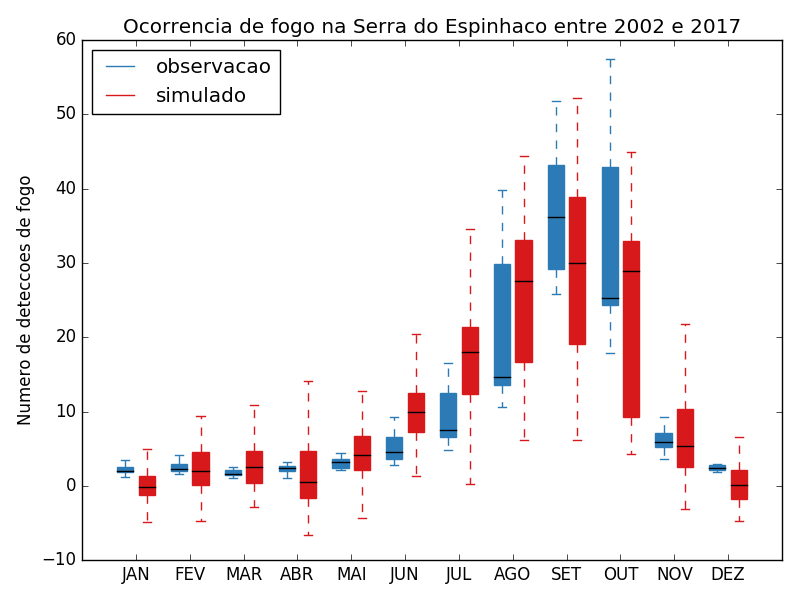 Ocorrencia de fogo na Serra do Espinhaco entre 2002 e 2017
60
50
40
30
20
10
0
−10
Numero de deteccoes de fogo
observacao
simulado
JAN FEV MAR ABR MAI JUN JUL AGO SET OUT NOV DEZ